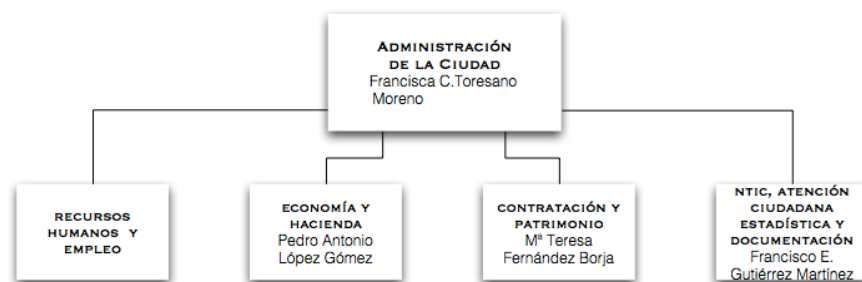 ADMINISTRACIÓN
DE LA CIUDAD
Francisca C.Toresano
Moreno
RECURSOS
HUMANOS Y
EMPLEO
ECONOMÍA Y
HACIENDA
Pedro Antonio
López Gómez
CONTRATACIÓN Y
PATRIMONIO
Mª Teresa
Fernández Borja
NTIC, ATENCIÓN
CIUDADANA
ESTADÍSTICA Y
DOCUMENTACIÓN
Francisco E.
Gutiérrez Martínez